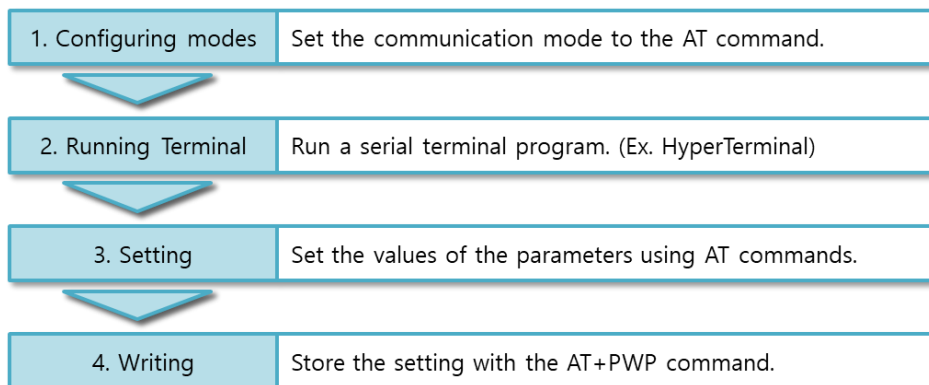 1. Configuring modes
Set the communication mode to the AT command.
2. Running Terminal
Run a serial terminal program. (Ex. HyperTerminal)
3. Setting
Set the values of the parameters using AT commands.
4. Writing
Store the setting with the AT+PWP command.